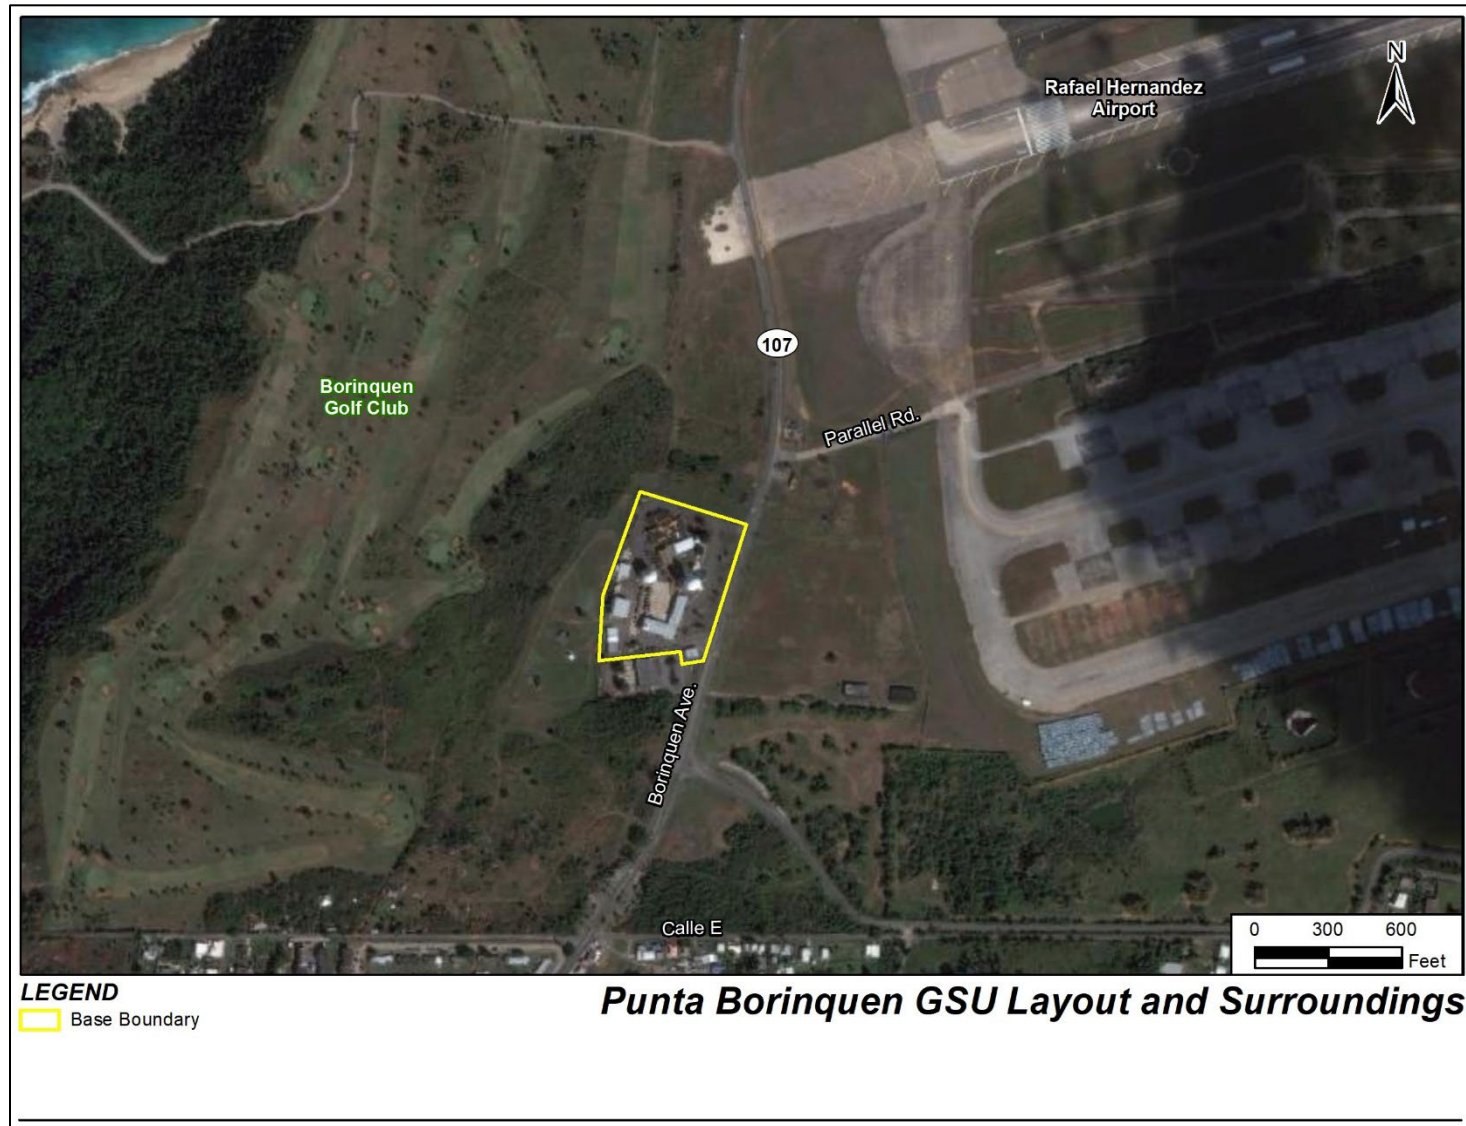 N
Rafael Hernandez
Airport
107
Borinquen
Golf Club
Parallel Rd.
Borinquen Ave.
Calle E
0 300 600
Feet
LEGEND
Base Boundary
Punta Borinquen GSU Layout and Surroundings